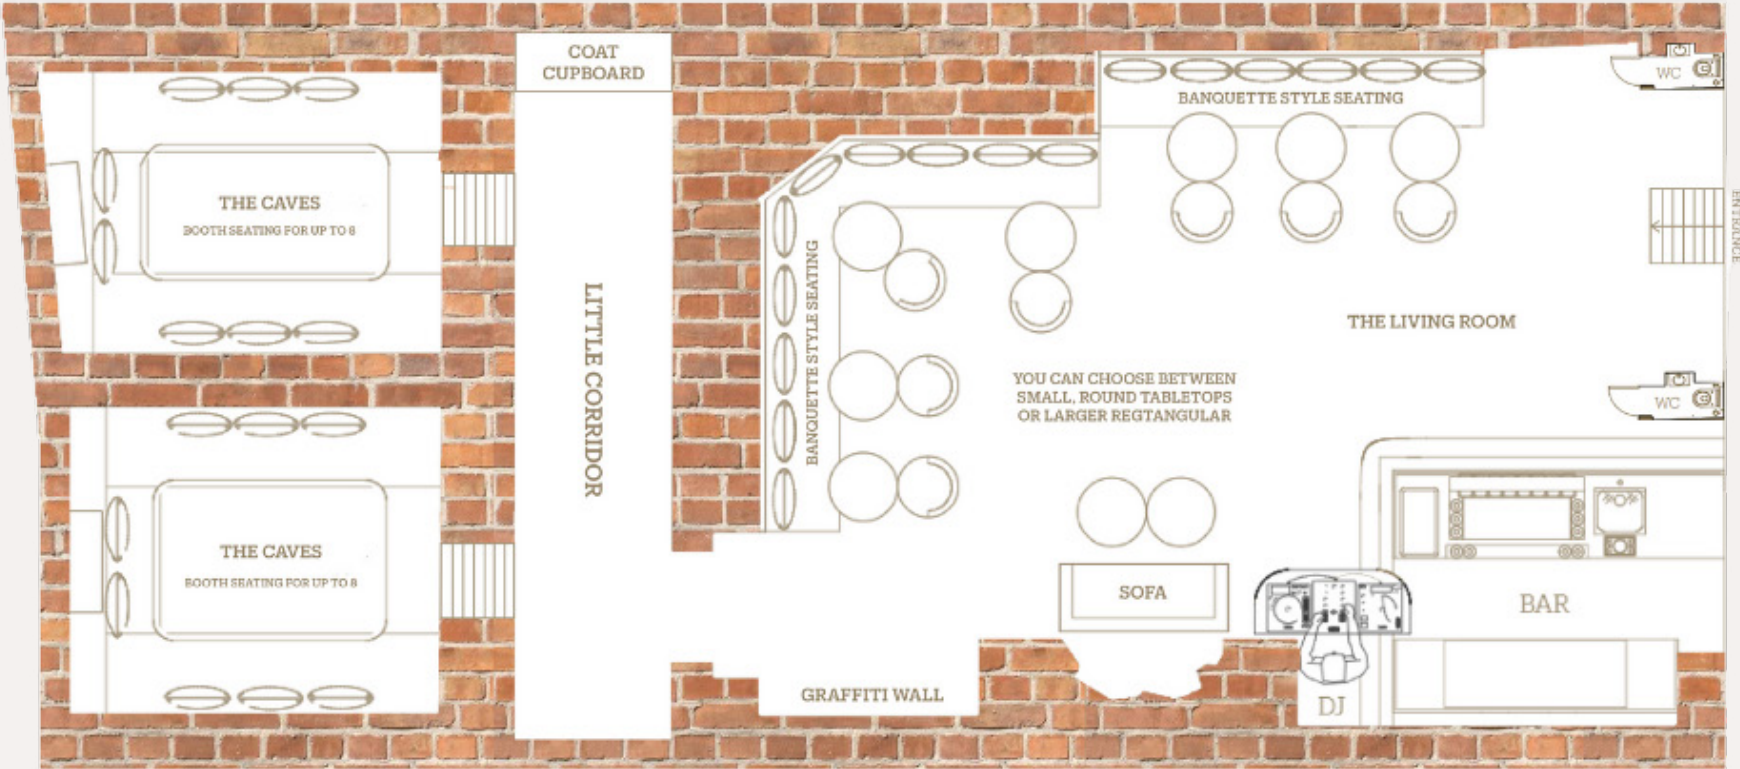 COAT
CUPBOARD
THE CAVES
BOOTH SEATING FOR UP TO 8
LITTLE CORRIDOR
THE CAVES
BOOTH SEATING FOR UP TO 8
BANQUETTE STYLE SEATING
BANQUETTE STYLE SEATING
WC
ENTRANCE
THE LIVING ROOM
YOU CAN CHOOSE BETWEEN
SMALL, ROUND TABLETOPS
OR LARGER REGTANGULAR
WC
SOFA
BAR
GRAFFITI WALL
DJ